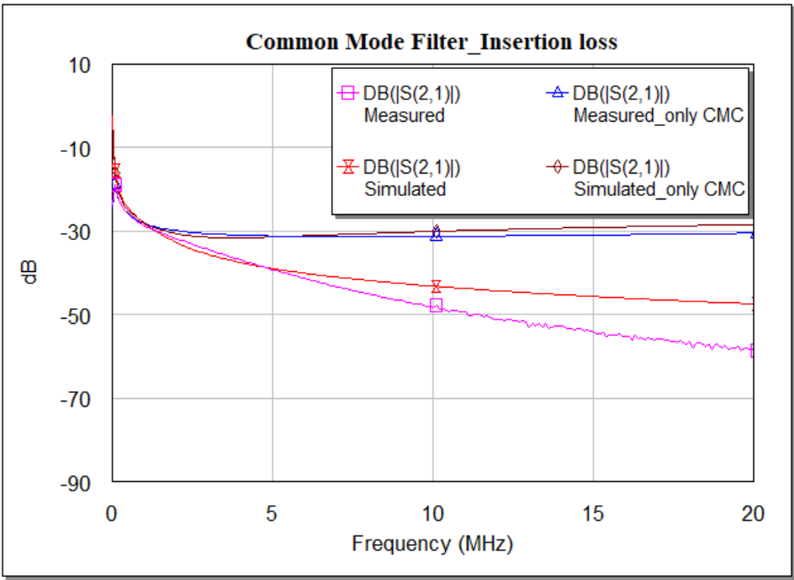 Common Mode Filter_Insertion loss
DB(|S(2,1)|)
Measured
DB(|S(2,1)|)
Measured_only CMC
DB(|S(2,1)|)
Simulated
DB(|S(2,1)|)
Simulated_only CMC
10
-10
-30
-50
-70
-90
dB
0
5
10
15
20
Frequency (MHz)